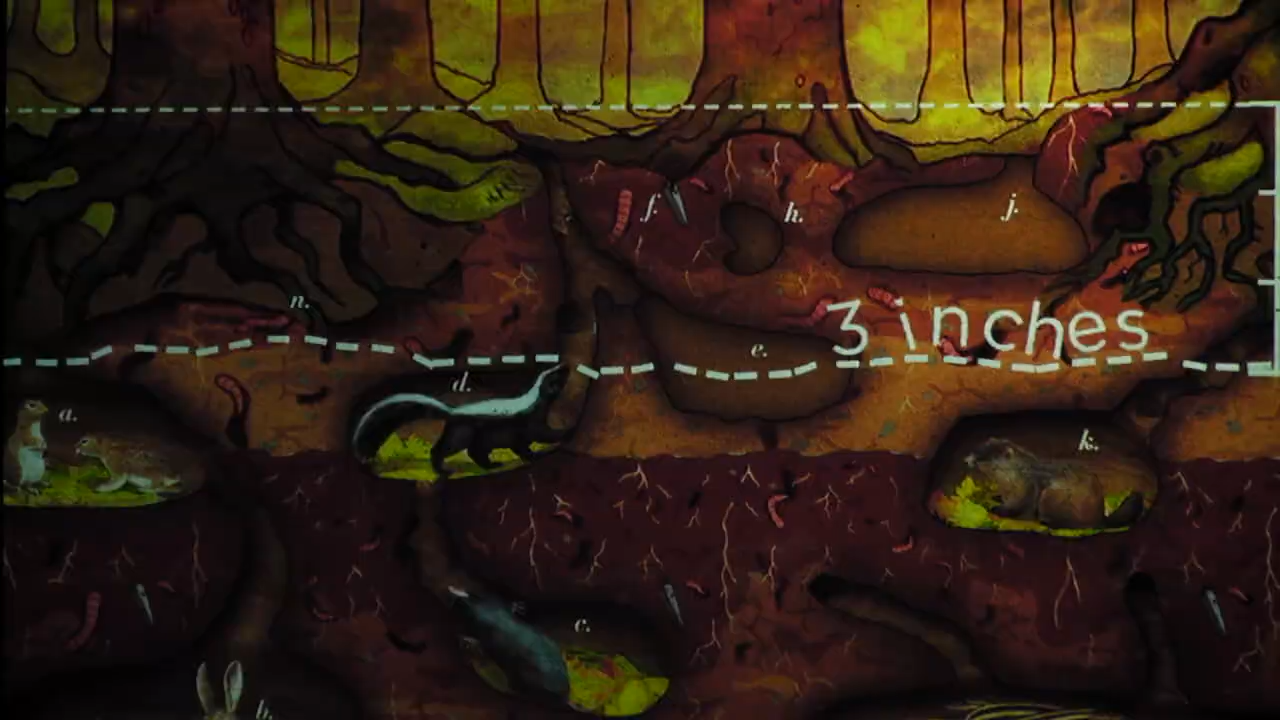 f.
h.
j.
n.
3 inches
e.
d.
a.
k.
c.
b.